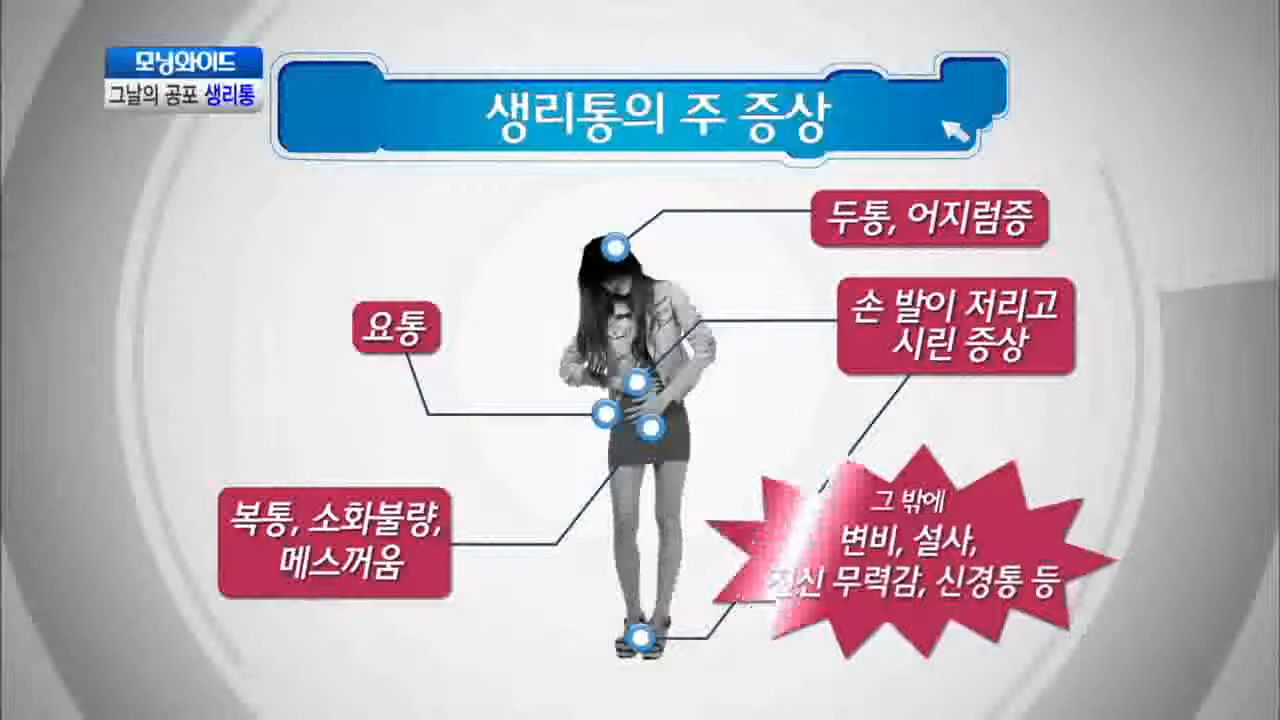 모닝와이드
그날의 공포 생리통
생리통의 주 증상
두통, 어지럼증
요통
손 발이 저리고
시린 증상
복통, 소화불량,
메스꺼움
그 밖에
변비, 설사,
전신 무력감, 신경통 등